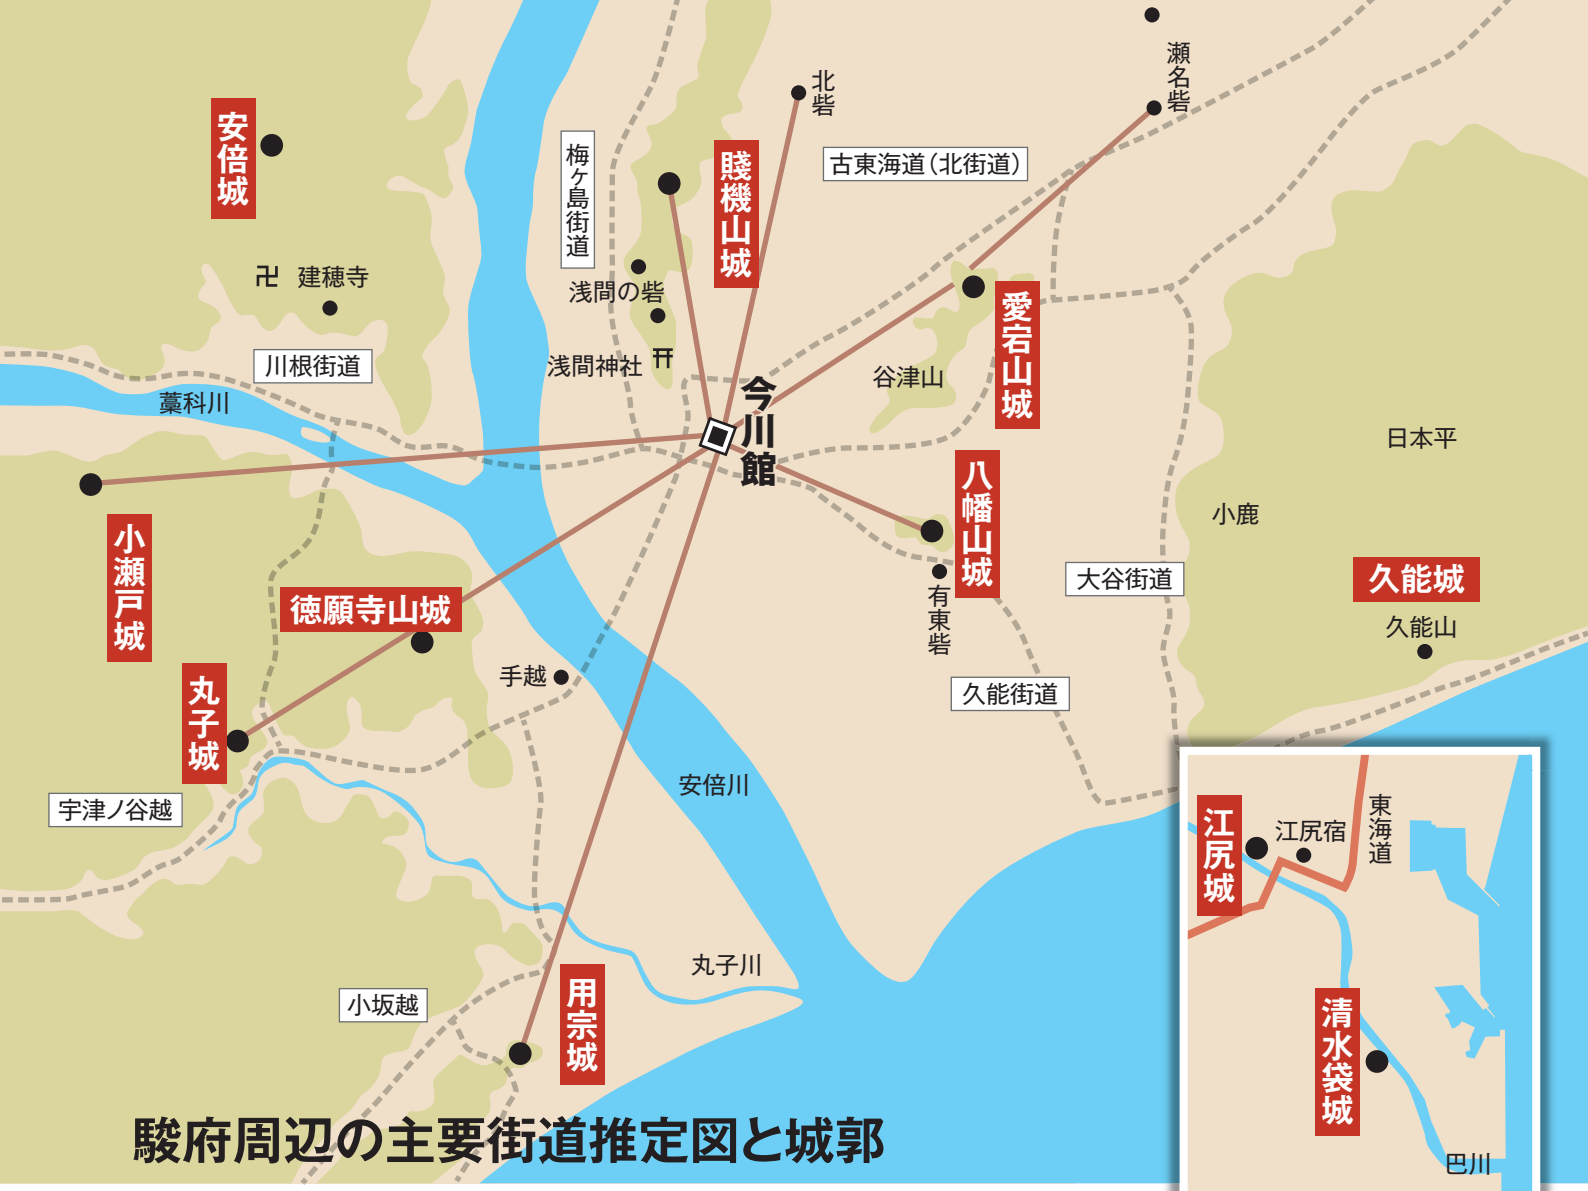 瀬名砦
北砦
安倍城
梅ヶ島街道
賤機山城
古東海道（北街道）
卍 建穂寺
浅間の砦
愛宕山城
川根街道
浅間神社
谷津山
今川館
藁科川
日本平
八幡山城
小鹿
小瀬戸城
大谷街道
久能城
徳願寺山城
有東砦
久能山
丸子城
手越
久能街道
安倍川
宇津ノ谷越
江尻城
江尻宿
東海道
丸子川
用宗城
小坂越
清水袋城
巴川
駿府周辺の主要街道推定図と城郭